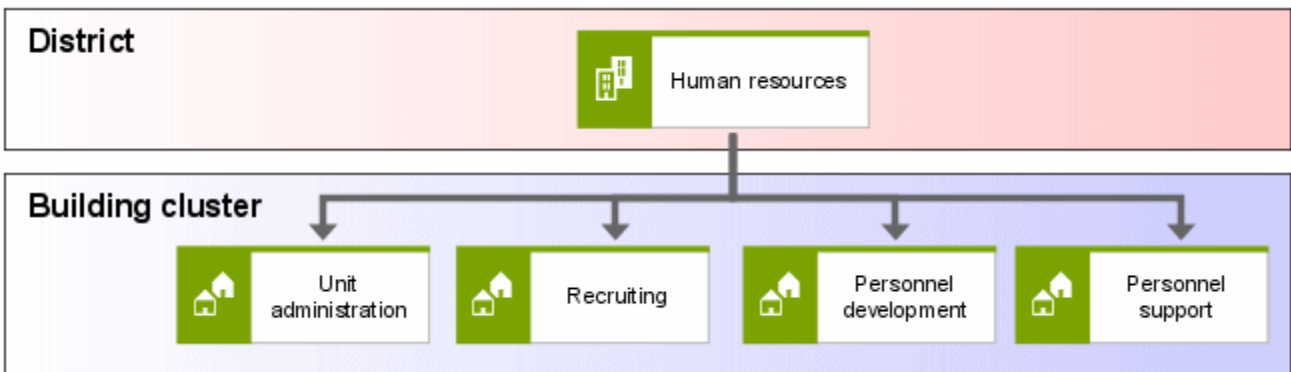 District
Human resources
Building cluster
Unit
administration
Recruiting
Personnel
development
Personnel
support